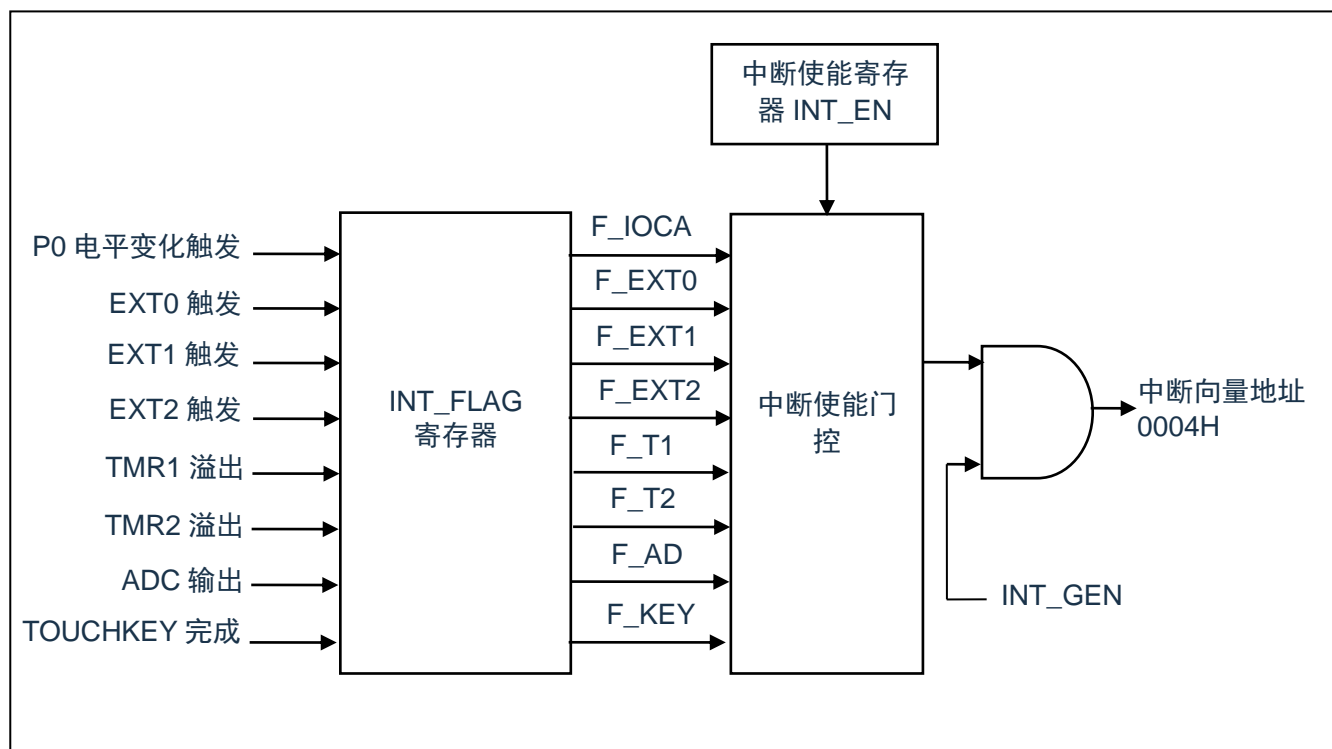 中断使能寄存
器 INT_EN
P0 电平变化触发
EXT0 触发
EXT1 触发
EXT2 触发
TMR1 溢出
TMR2 溢出
ADC 输出
TOUCHKEY 完成
INT_FLAG
寄存器
F_IOCA
F_EXT0
F_EXT1
F_EXT2
F_T1
F_T2
F_AD
F_KEY
中断使能门
控
中断向量地址
0004H
INT_GEN